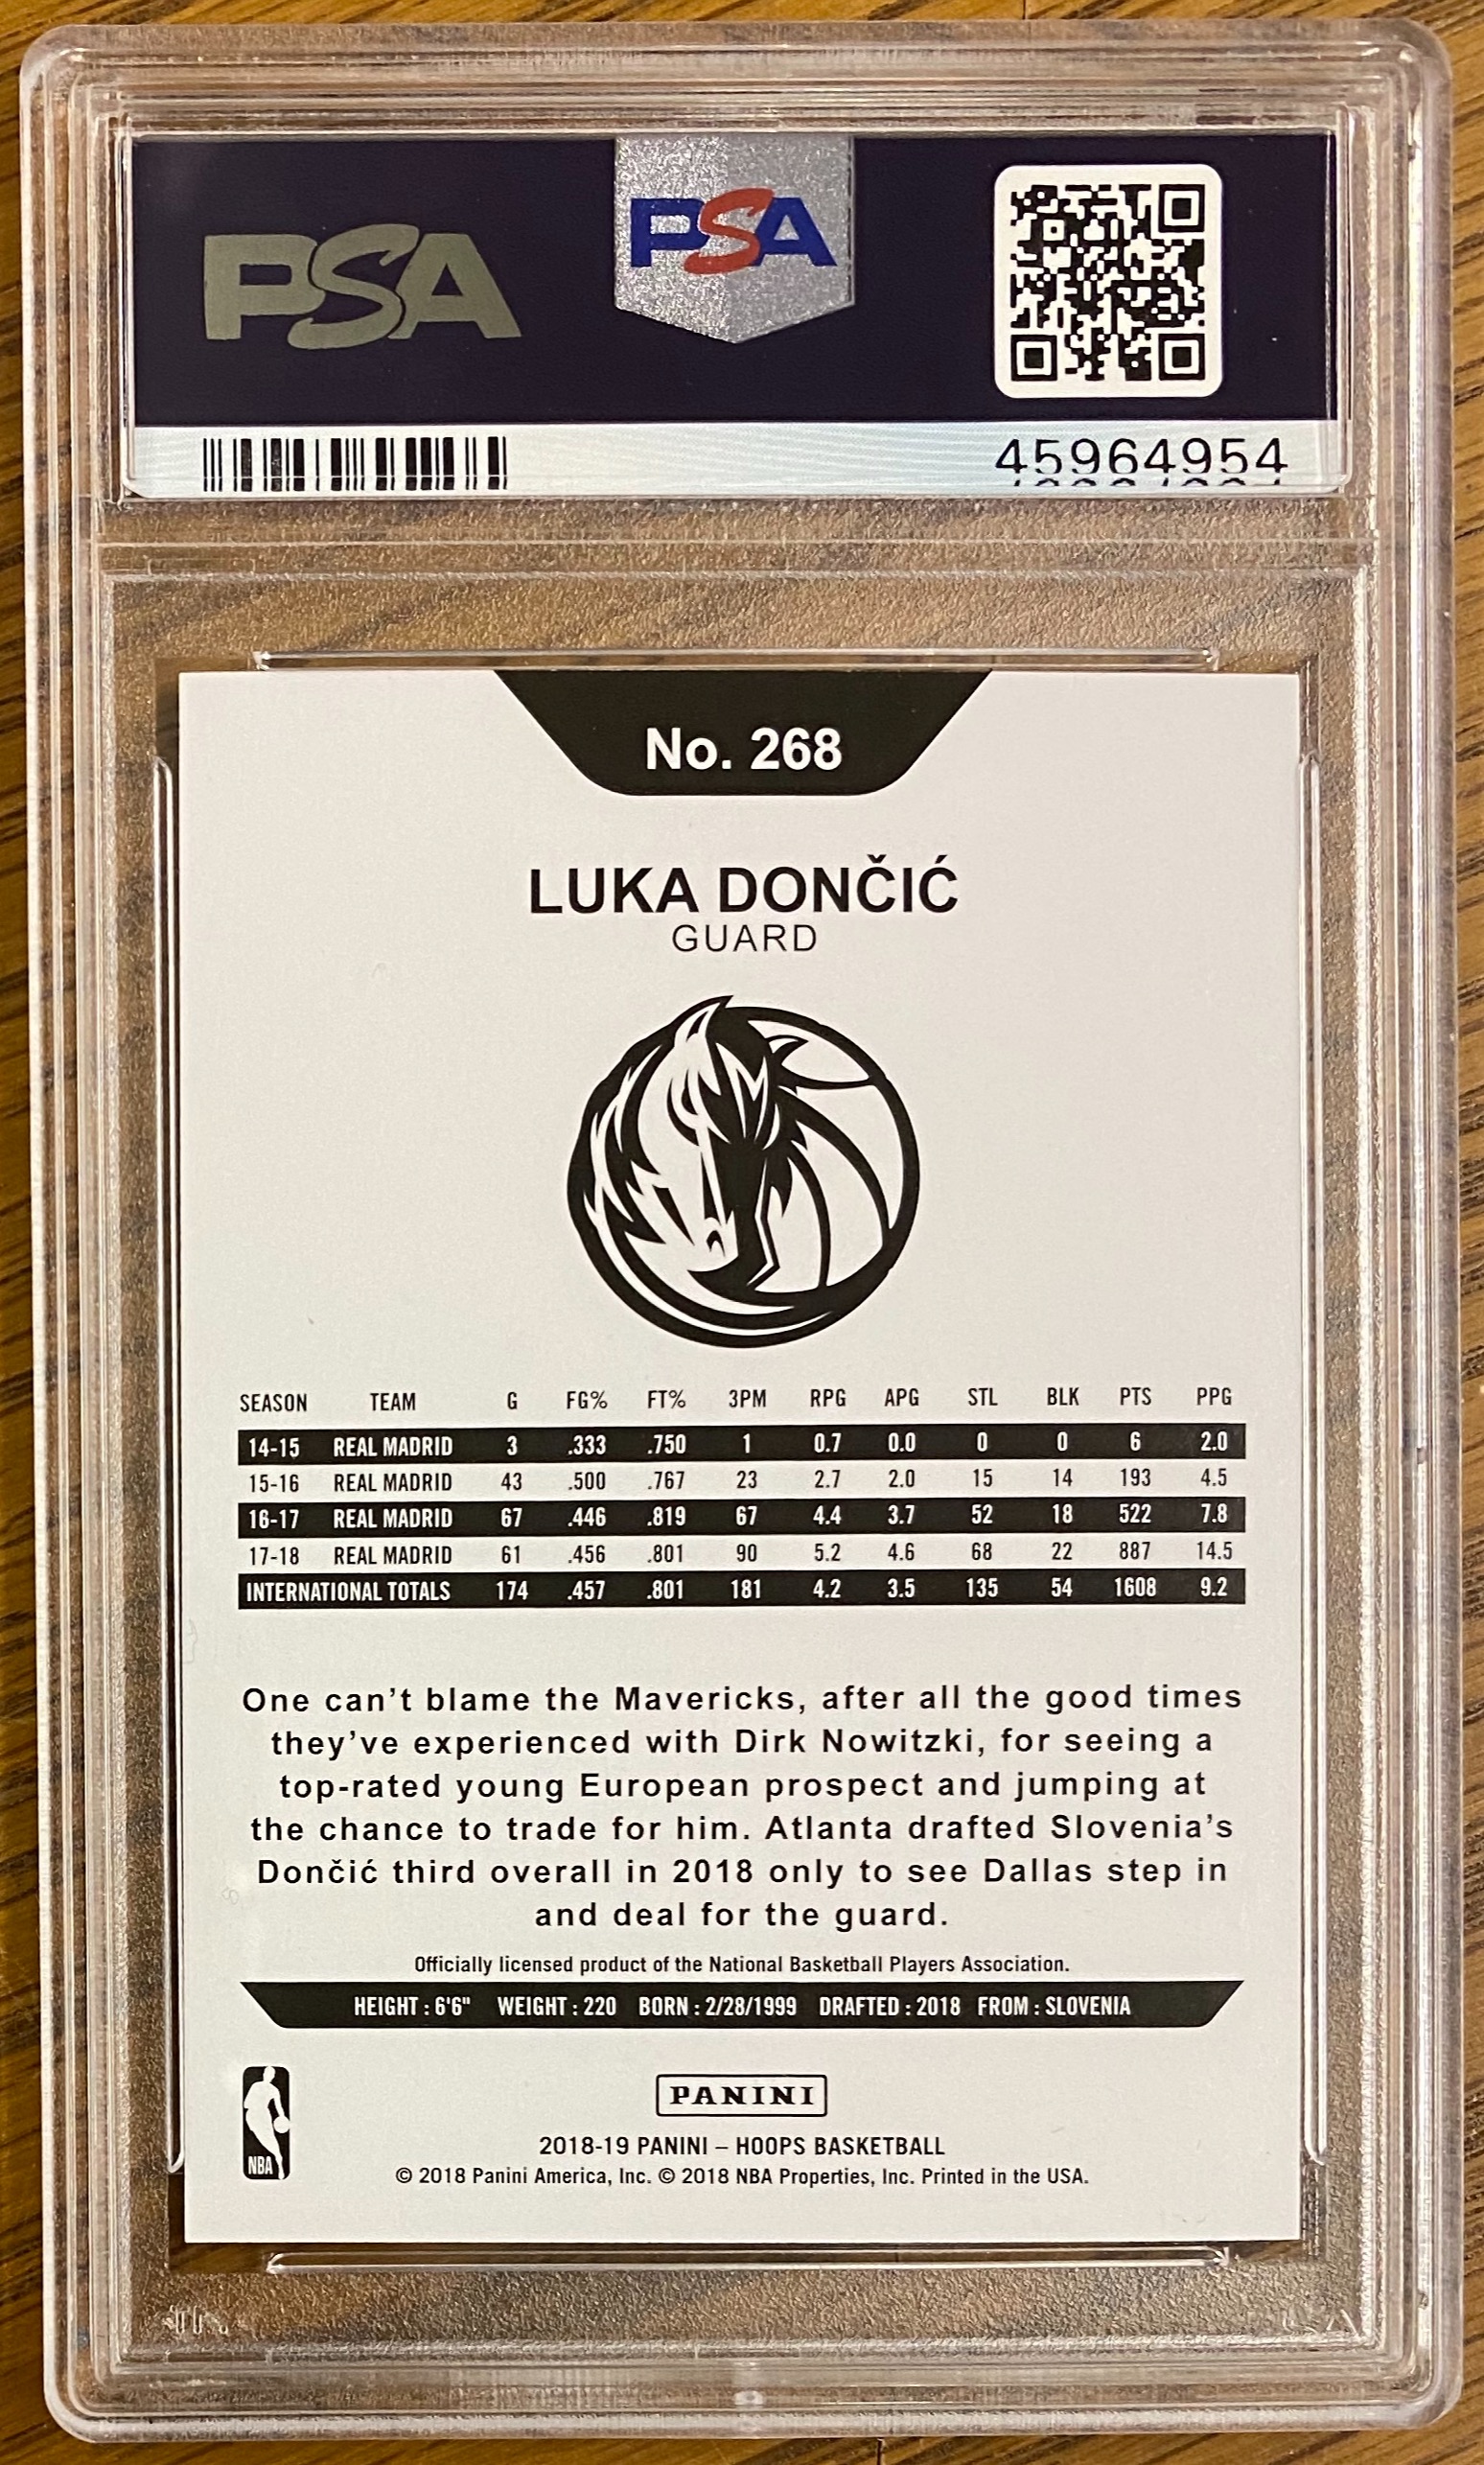 PSA
PSA
45964954
No. 268
LUKA DONČIĆ
GUARD
SEASON TEAM G FG% FT% 3PM RPG APG STL BLK PTS PPG
14-15 REAL MADRID 3 .333 .750 1 0.7 0.0 0 0 6 2.0
15-16 REAL MADRID 43 .500 .767 23 2.7 2.0 15 14 193 4.5
16-17 REAL MADRID 67 .446 .819 67 4.4 3.7 52 18 522 7.8
17-18 REAL MADRID 61 .456 .801 90 5.2 4.6 68 22 887 14.5
INTERNATIONAL TOTALS 174 .457 .801 181 4.2 3.5 135 54 1608 9.2
One can't blame the Mavericks, after all the good times
they've experienced with Dirk Nowitzki, for seeing a
top-rated young European prospect and jumping at
the chance to trade for him. Atlanta drafted Slovenia's
Dončić third overall in 2018 only to see Dallas step in
and deal for the guard.
Officially licensed product of the National Basketball Players Association.
HEIGHT : 6'6" WEIGHT : 220 BORN : 2/28/1999 DRAFTED : 2018 FROM : SLOVENIA
NBA
PANINI
2018-19 PANINI – HOOPS BASKETBALL
© 2018 Panini America, Inc. © 2018 NBA Properties, Inc. Printed in the USA.